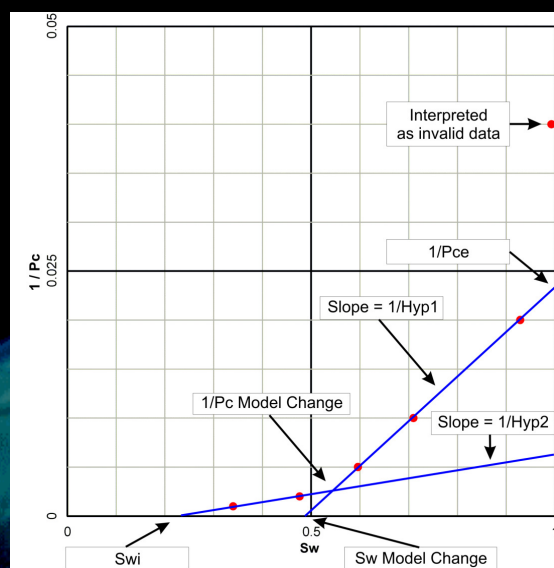 0.05
Interpreted
as invalid data
1/Pce
0.025
1 / Pc
Slope = 1/Hyp1
1/Pc Model Change
Slope = 1/Hyp2
0
0
0.5
1
Sw
Swi
Sw Model Change